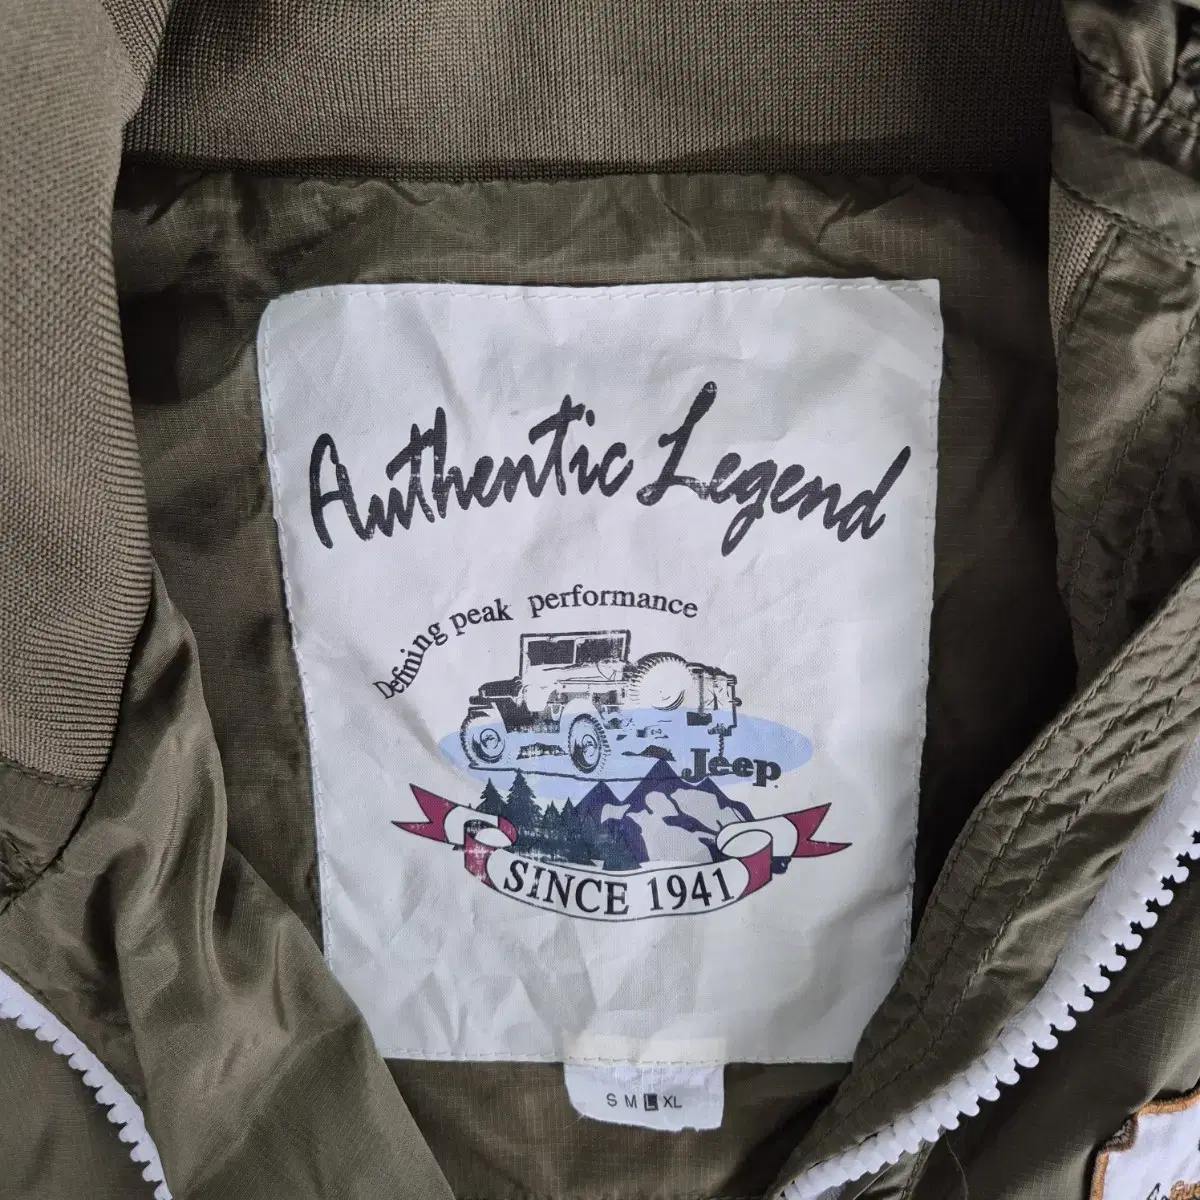 Authentic Legend
Defining peak performance
Jeep
SINCE 1941
S M L XL